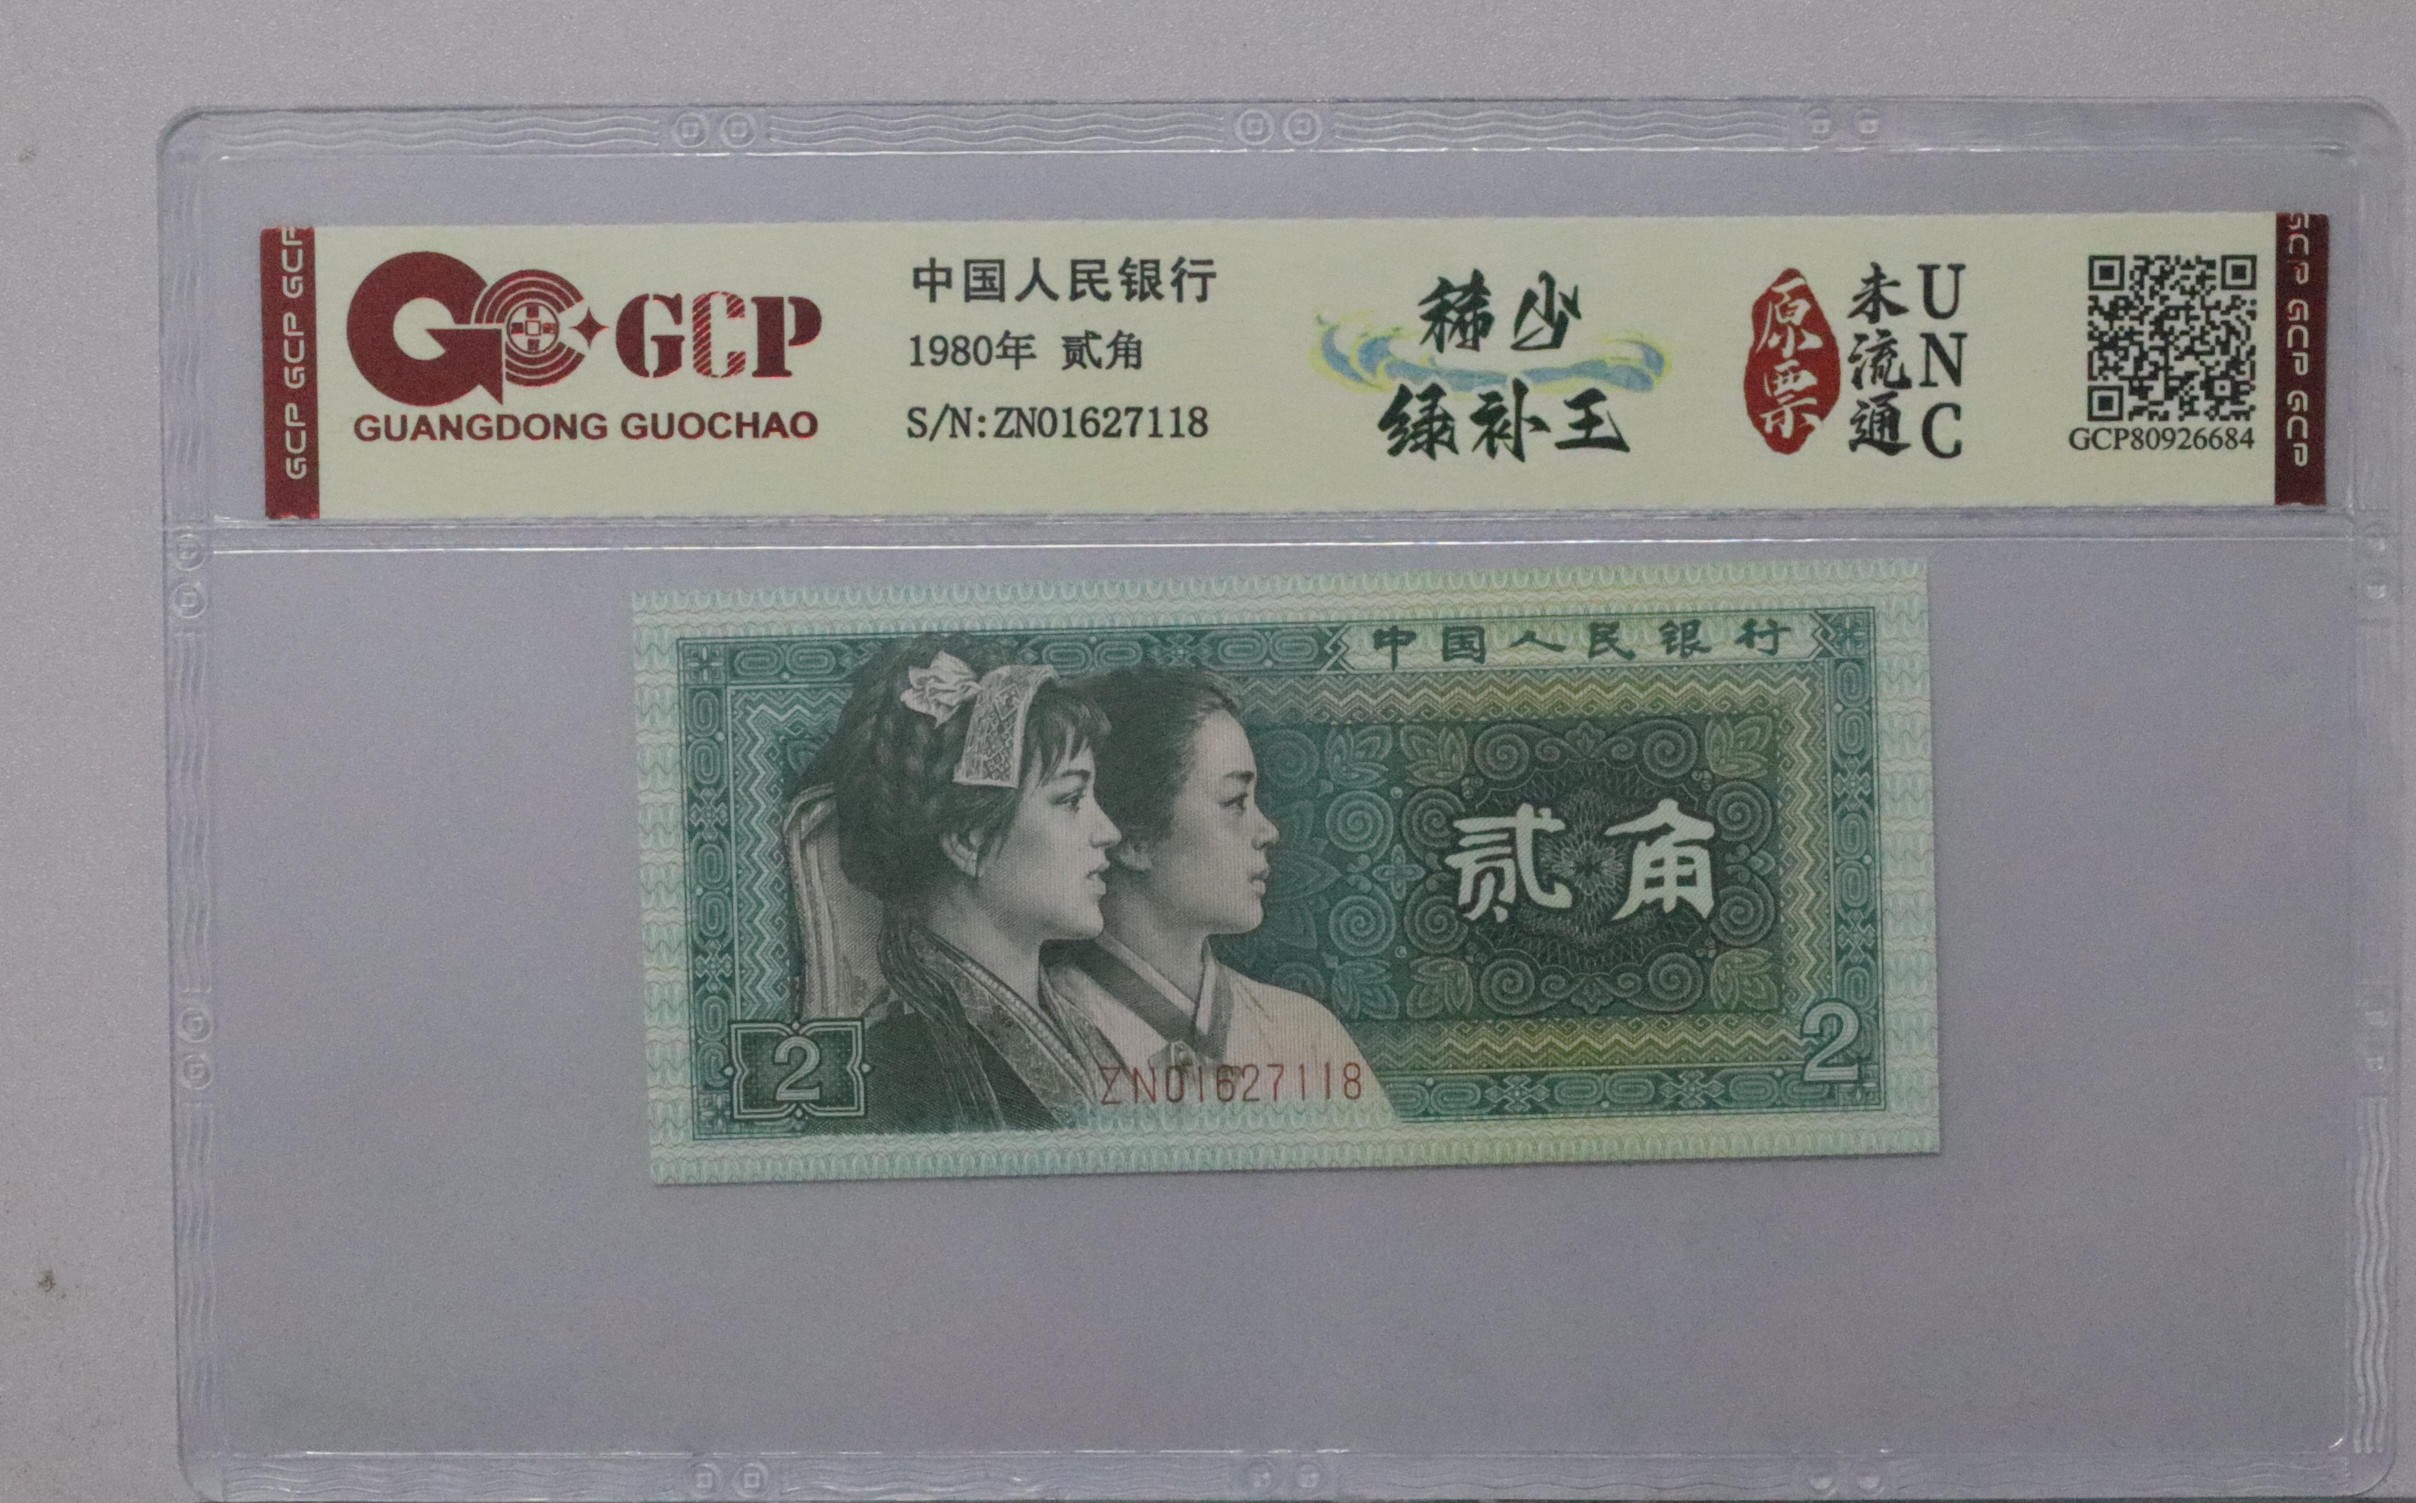 GCP GCP GCP
GCP
GUANGDONG GUOCHAO
中国人民银行
1980年 贰角
S/N:ZN01627118
稀少
绿补王
原票
未流通
UNC
GCP80926684
GCP GCP GCP
中国人民银行
贰角
2
2
ZN01627118